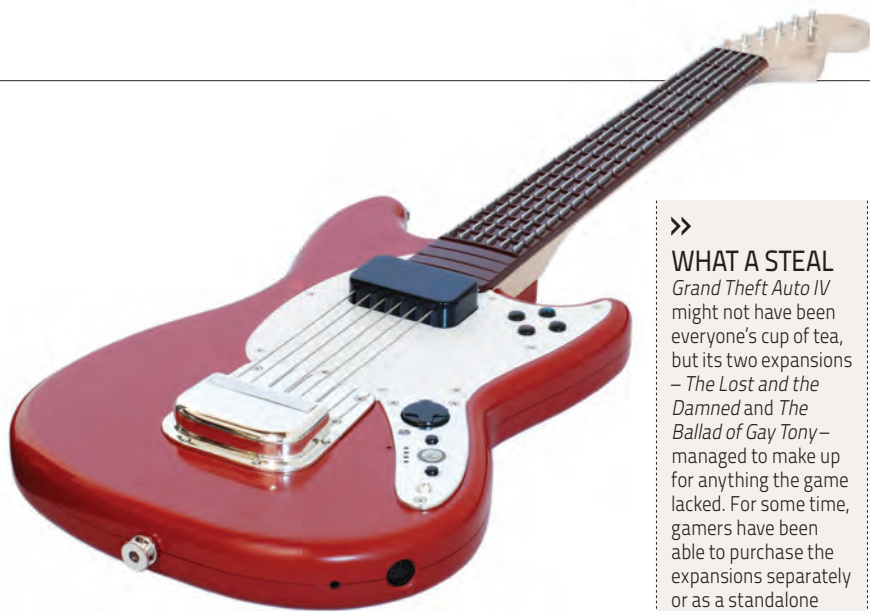 »
WHAT A STEAL
Grand Theft Auto IV
might not have been
everyone's cup of tea,
but its two expansions
– The Lost and the
Damned and The
Ballad of Gay Tony –
managed to make up
for anything the game
lacked. For some time,
gamers have been
able to purchase the
expansions separately
or as a standalone